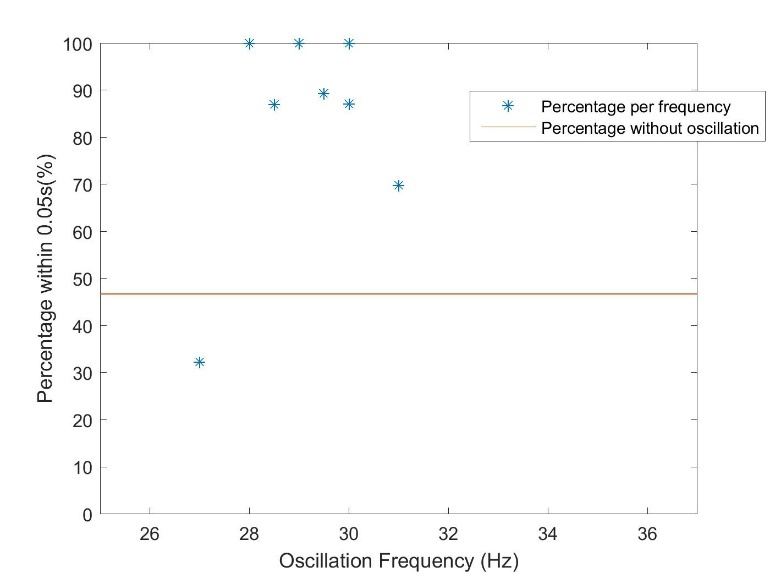 100
90
80
70
60
50
40
30
20
10
0
Percentage within 0.05s(%)
Percentage per frequency
Percentage without oscillation
26 28 30 32 34 36
Oscillation Frequency (Hz)